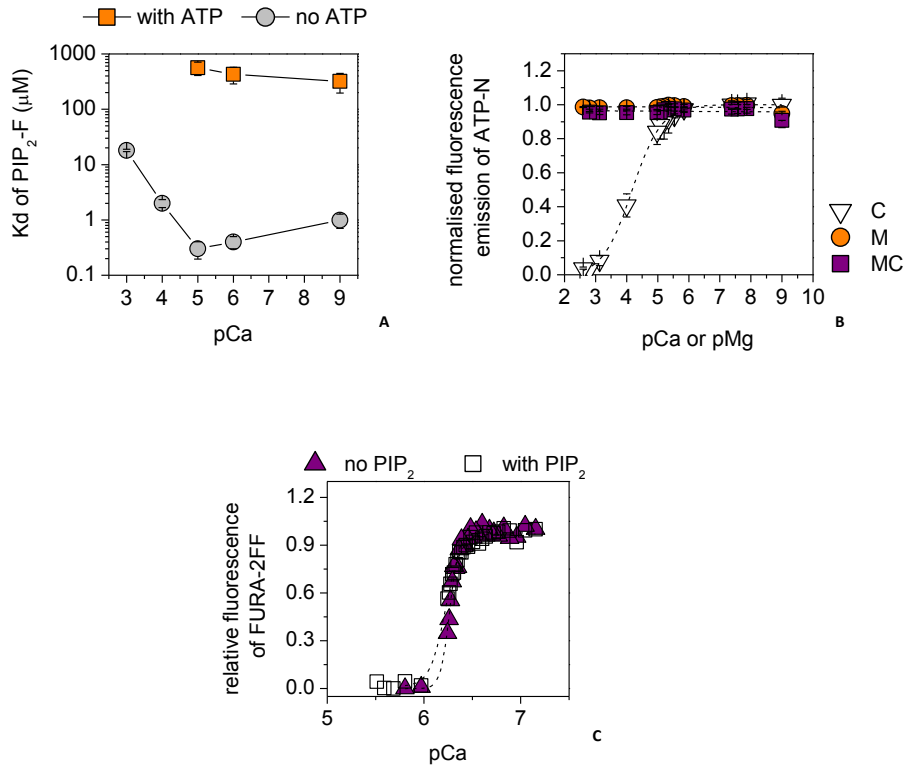 with ATP no ATP
Kd of PIP₂-F (μM)
1000
100
10
1
0.1
3 4 5 6 7 8 9
pCa
A
normalised fluorescence
emission of ATP-N
1.2
1.0
0.8
0.6
0.4
0.2
0.0
2 3 4 5 6 7 8 9 10
pCa or pMg
B
C
M
MC
no PIP₂ with PIP₂
relative fluorescence
of FURA-2FF
1.2
0.9
0.6
0.3
0.0
5 6 7
pCa
C